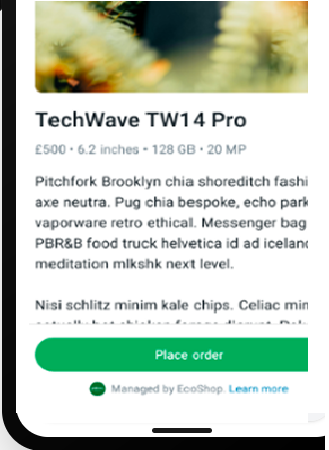 TechWave TW14 Pro
£500 • 6.2 inches • 128 GB • 20 MP
Pitchfork Brooklyn chia shoreditch fashi
axe neutra. Pug chia bespoke, echo park
vaporware retro ethical. Messenger bag
PBR&B food truck helvetica id ad iceland
meditation mlkshk next level.
Nisi schlitz minim kale chips. Celiac min
Place order
Managed by EcoShop. Learn more